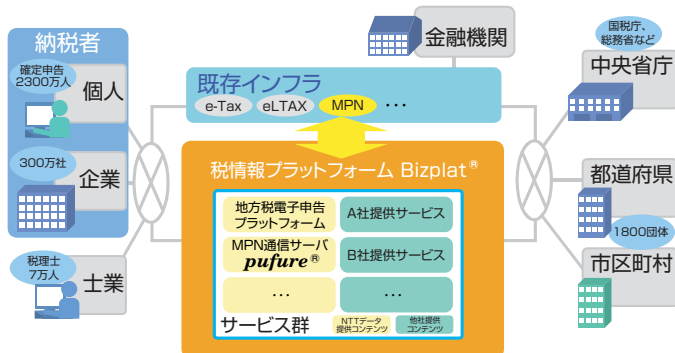 納税者
確定申告
2300万人
個人
300万社
企業
税理士
7万人
士業
金融機関
既存インフラ
e-Tax
eLTAX
MPN
…
税情報プラットフォーム Bizplat®
地方税電子申告
プラットフォーム
A社提供サービス
MPN通信サーバ
pufure®
B社提供サービス
…
…
サービス群
NTTデータ
提供コンテンツ
他社提供
コンテンツ
国税庁、
総務省など
中央省庁
都道府県
1800団体
市区町村